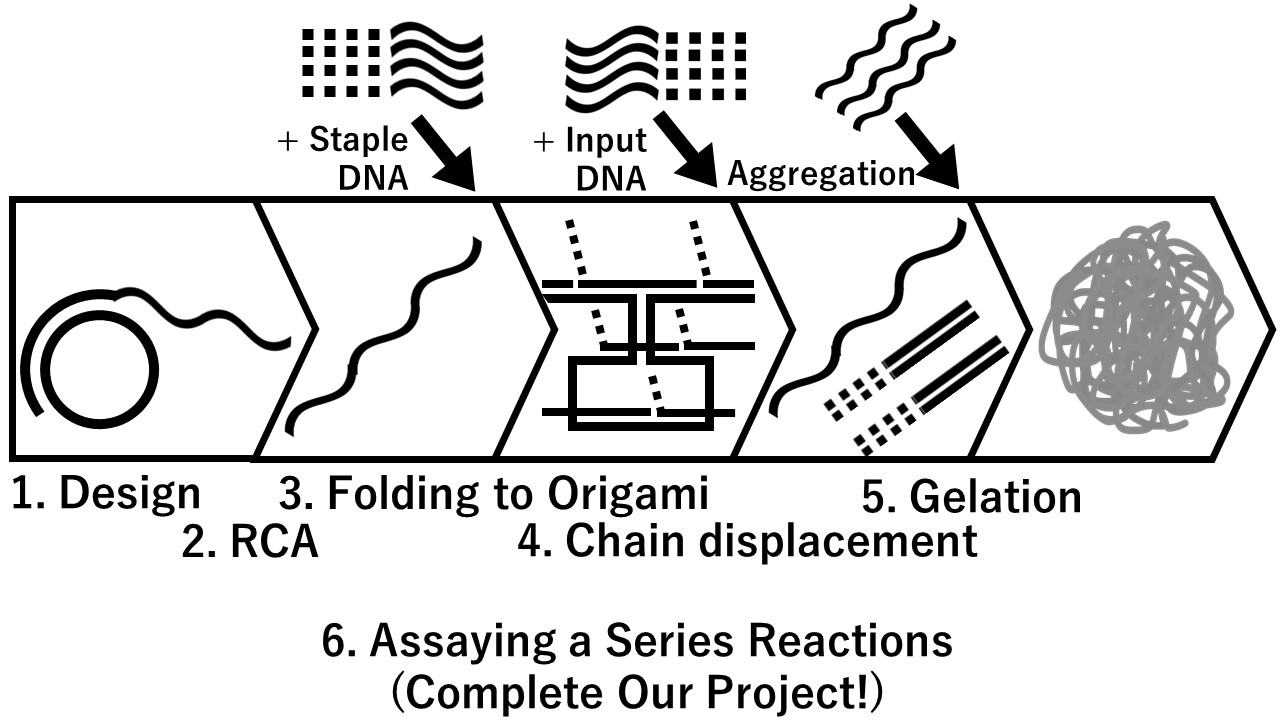 + Staple
DNA
+ Input
DNA
Aggregation
1. Design
2. RCA
3. Folding to Origami
4. Chain displacement
5. Gelation
6. Assaying a Series Reactions
(Complete Our Project!)